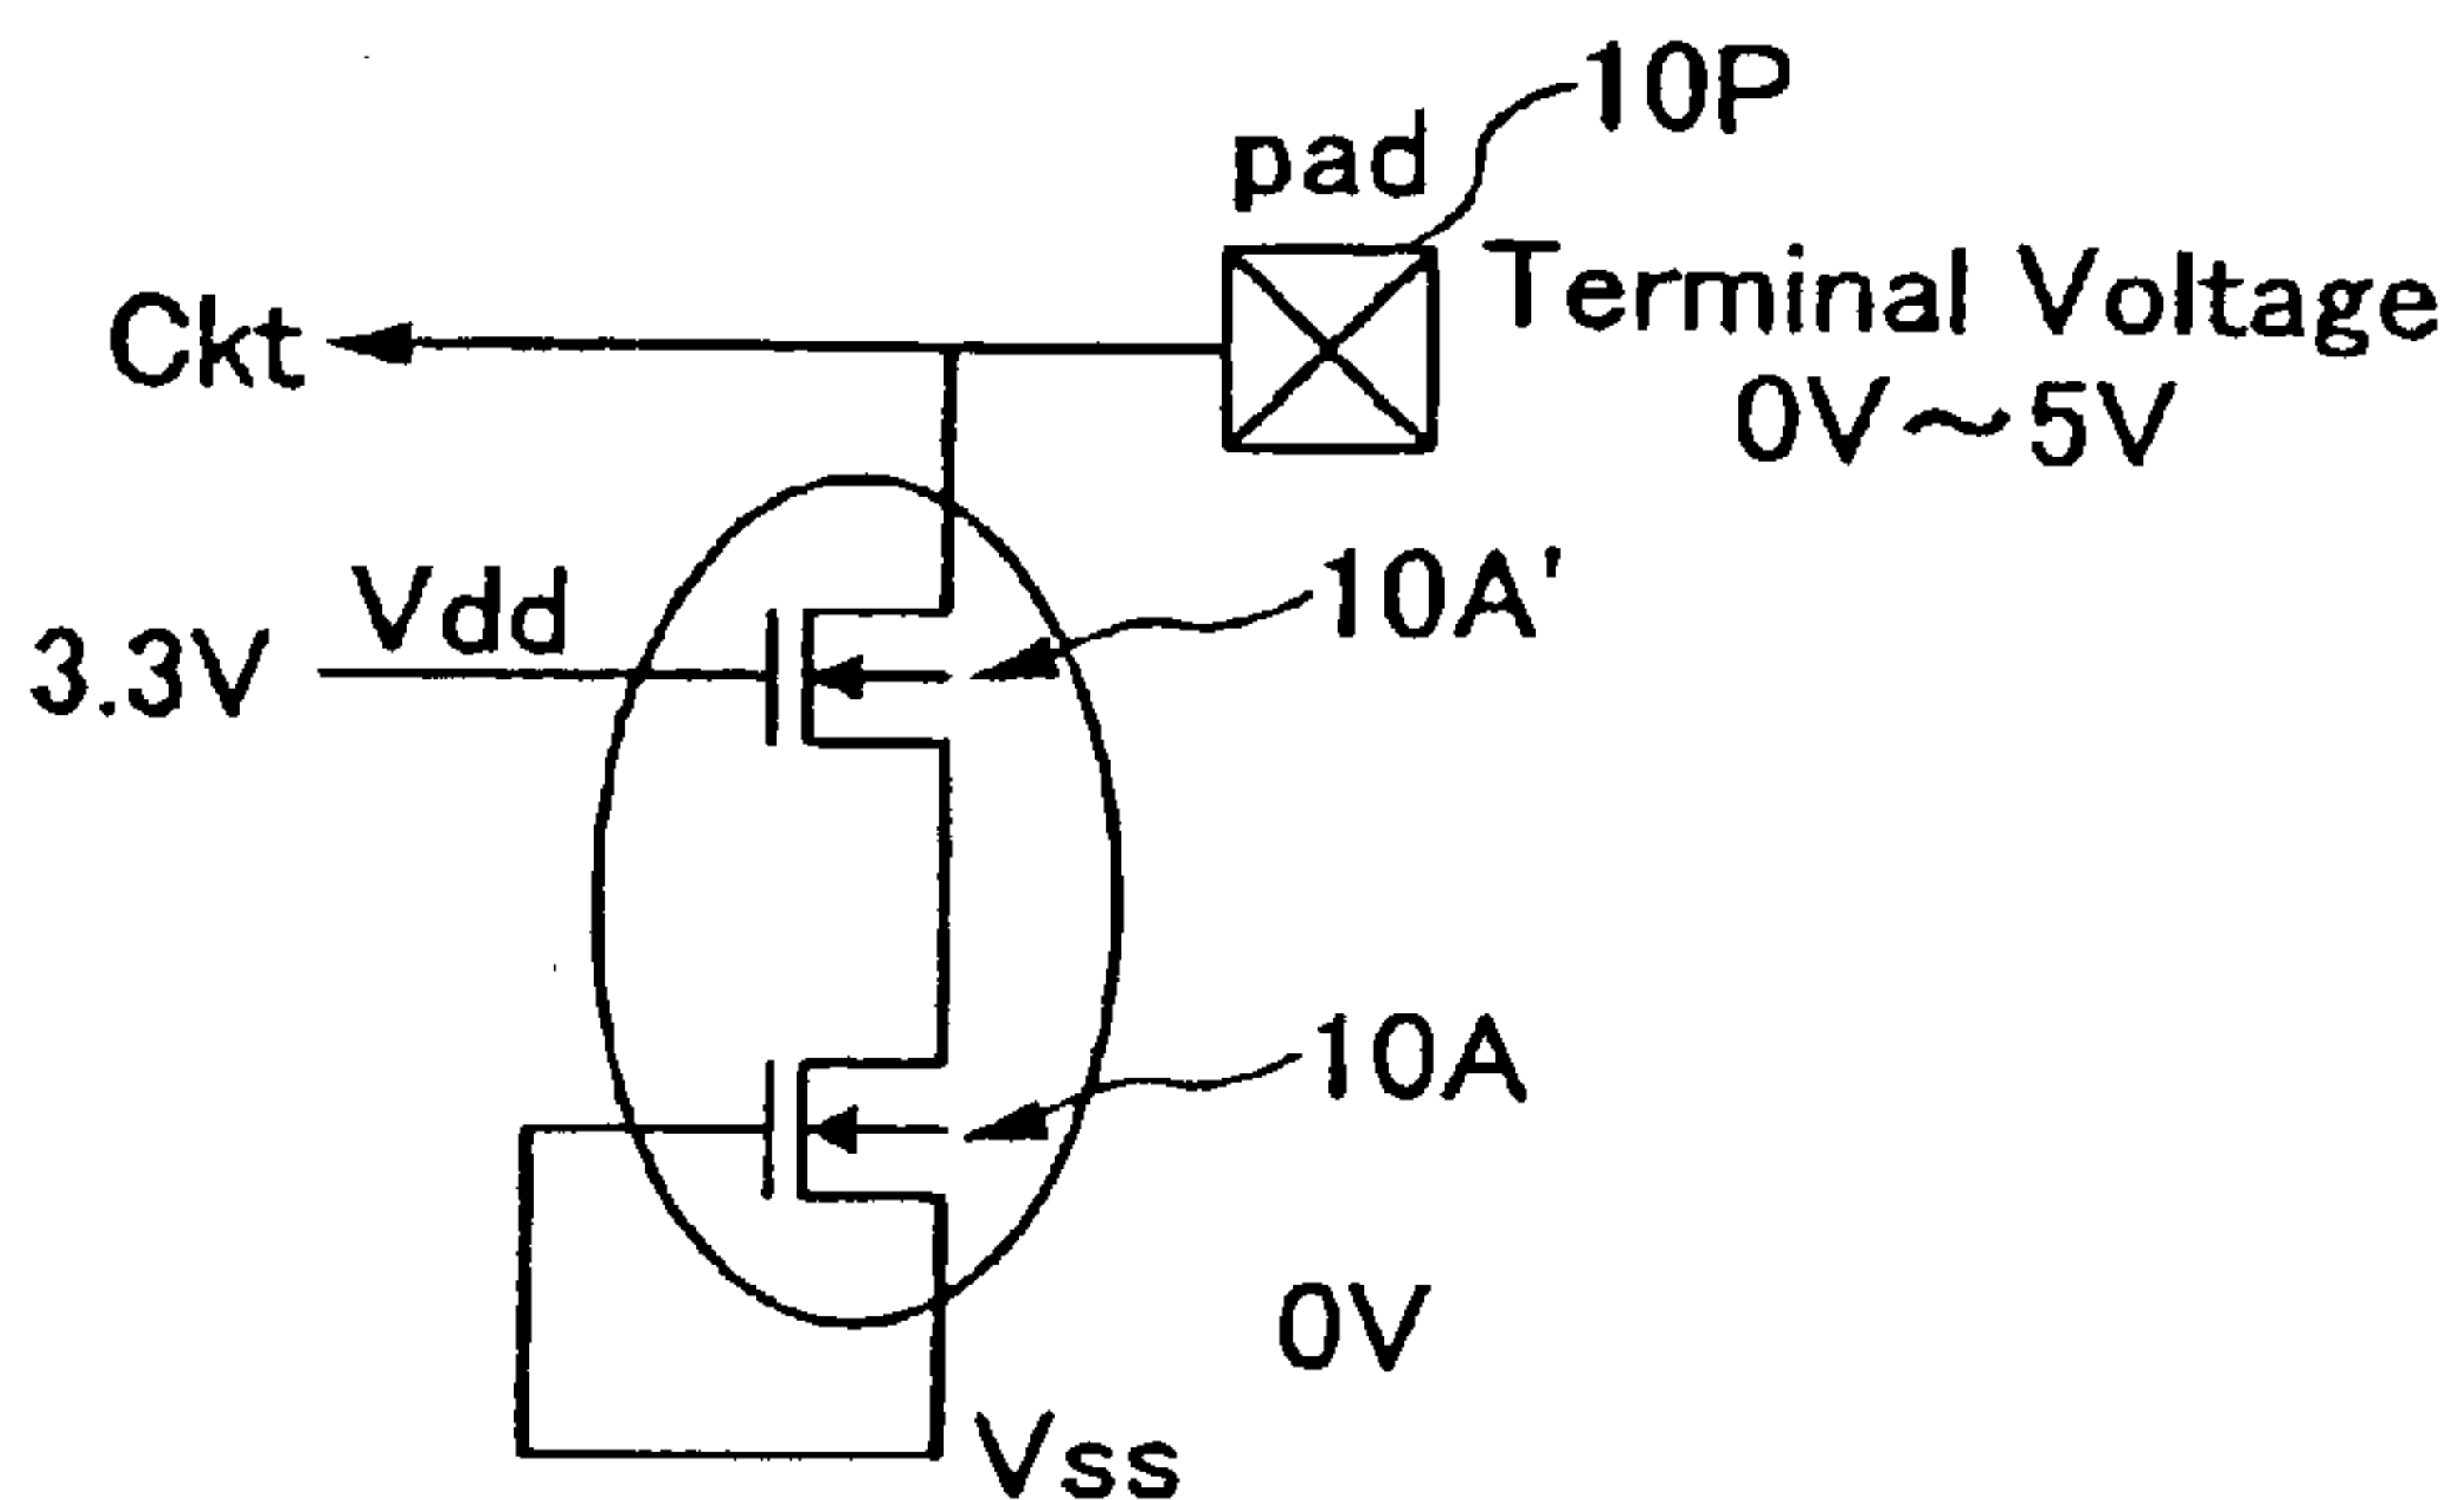 10P
pad
Terminal Voltage
0V～5V
Ckt
Vdd
3.3V
10A'
10A
0V
Vss